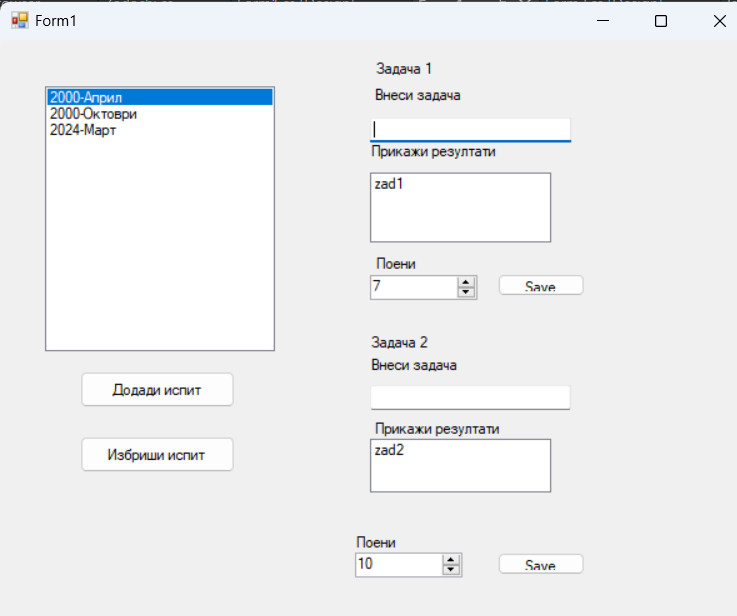 Form1
2000-Април
2000-Октоври
2024-Март
Додади испит
Избриши испит
Задача 1
Внеси задача
Прикажи резултати
zad1
Поени
7
Save
Задача 2
Внеси задача
Прикажи резултати
zad2
Поени
10
Save